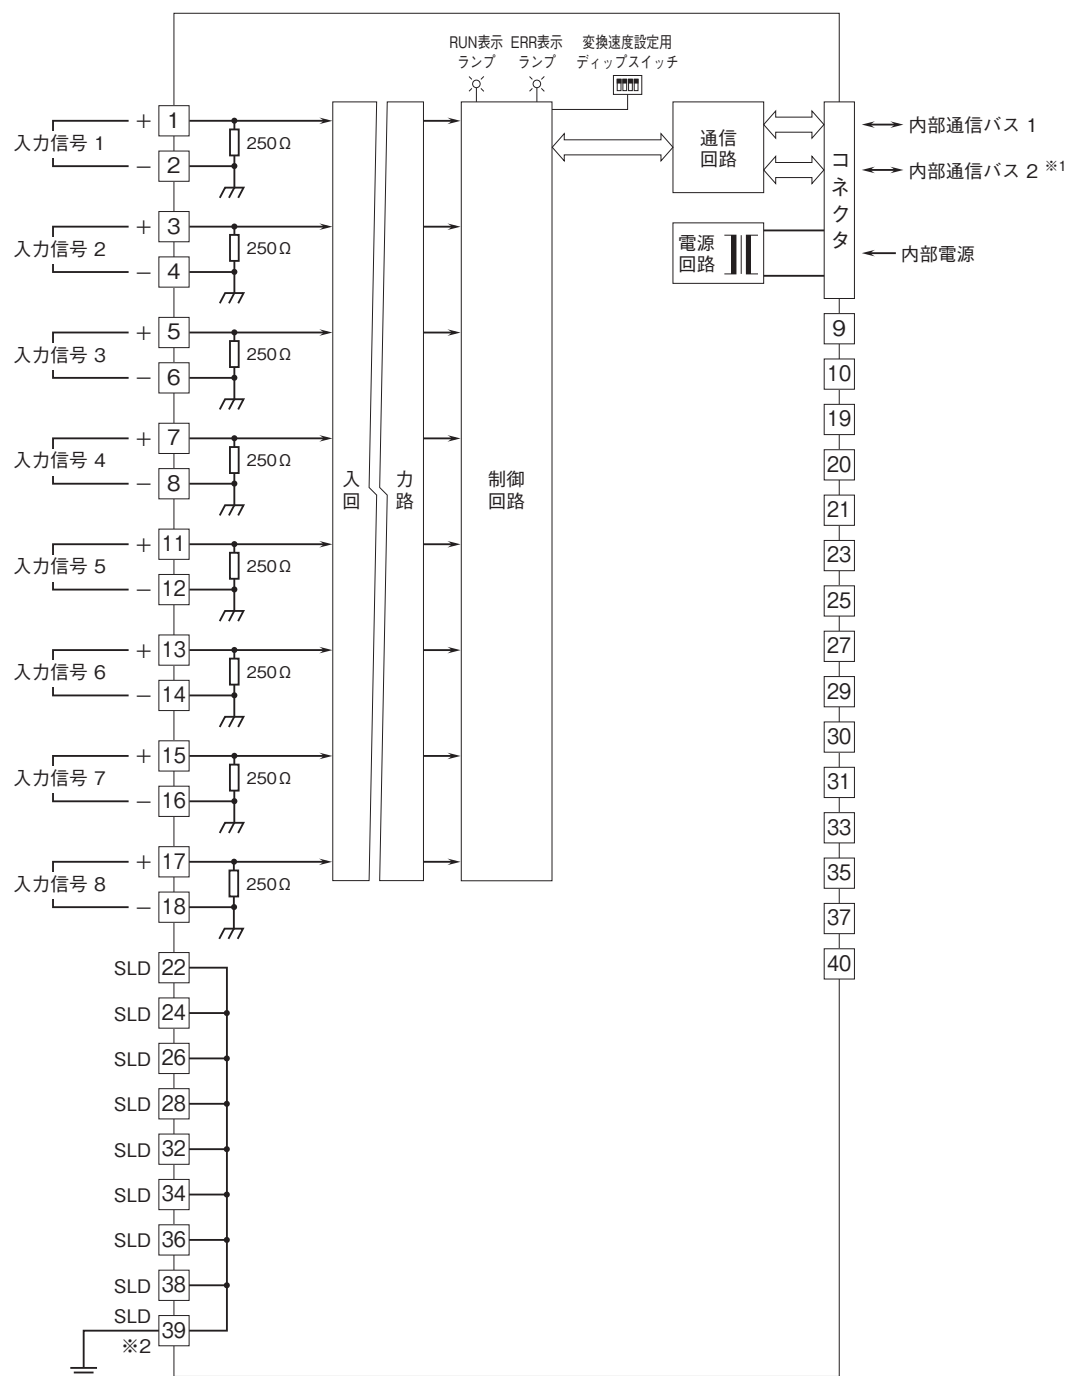 RUN表示
ランプ
ERR表示
ランプ
変換速度設定用
ディップスイッチ
入力信号 1
+ 1
− 2
250Ω
入力信号 2
+ 3
− 4
250Ω
入力信号 3
+ 5
− 6
250Ω
入力信号 4
+ 7
− 8
250Ω
入力信号 5
+ 11
− 12
250Ω
入力信号 6
+ 13
− 14
250Ω
入力信号 7
+ 15
− 16
250Ω
入力信号 8
+ 17
− 18
250Ω
入 力
回 路
制御
回路
通信
回路
電源
回路
コネクタ
内部通信バス 1
内部通信バス 2 ※1
内部電源
9
10
19
20
21
23
25
27
29
30
31
33
35
37
40
SLD 22
SLD 24
SLD 26
SLD 28
SLD 32
SLD 34
SLD 36
SLD 38
SLD 39
※2